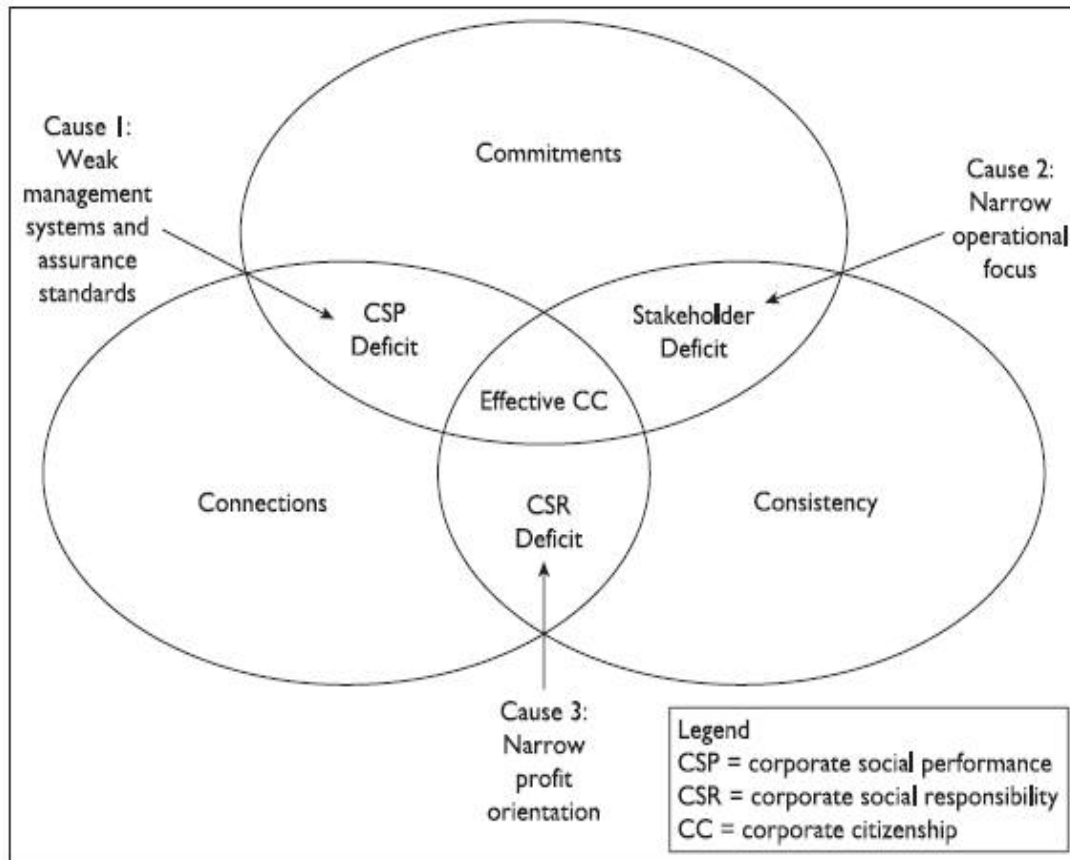 Commitments
Cause 1:
Weak
management
systems and
assurance
standards
Cause 2:
Narrow
operational
focus
CSP
Deficit
Stakeholder
Deficit
Effective CC
Connections
CSR
Deficit
Consistency
Cause 3:
Narrow
profit
orientation
Legend
CSP = corporate social performance
CSR = corporate social responsibility
CC = corporate citizenship